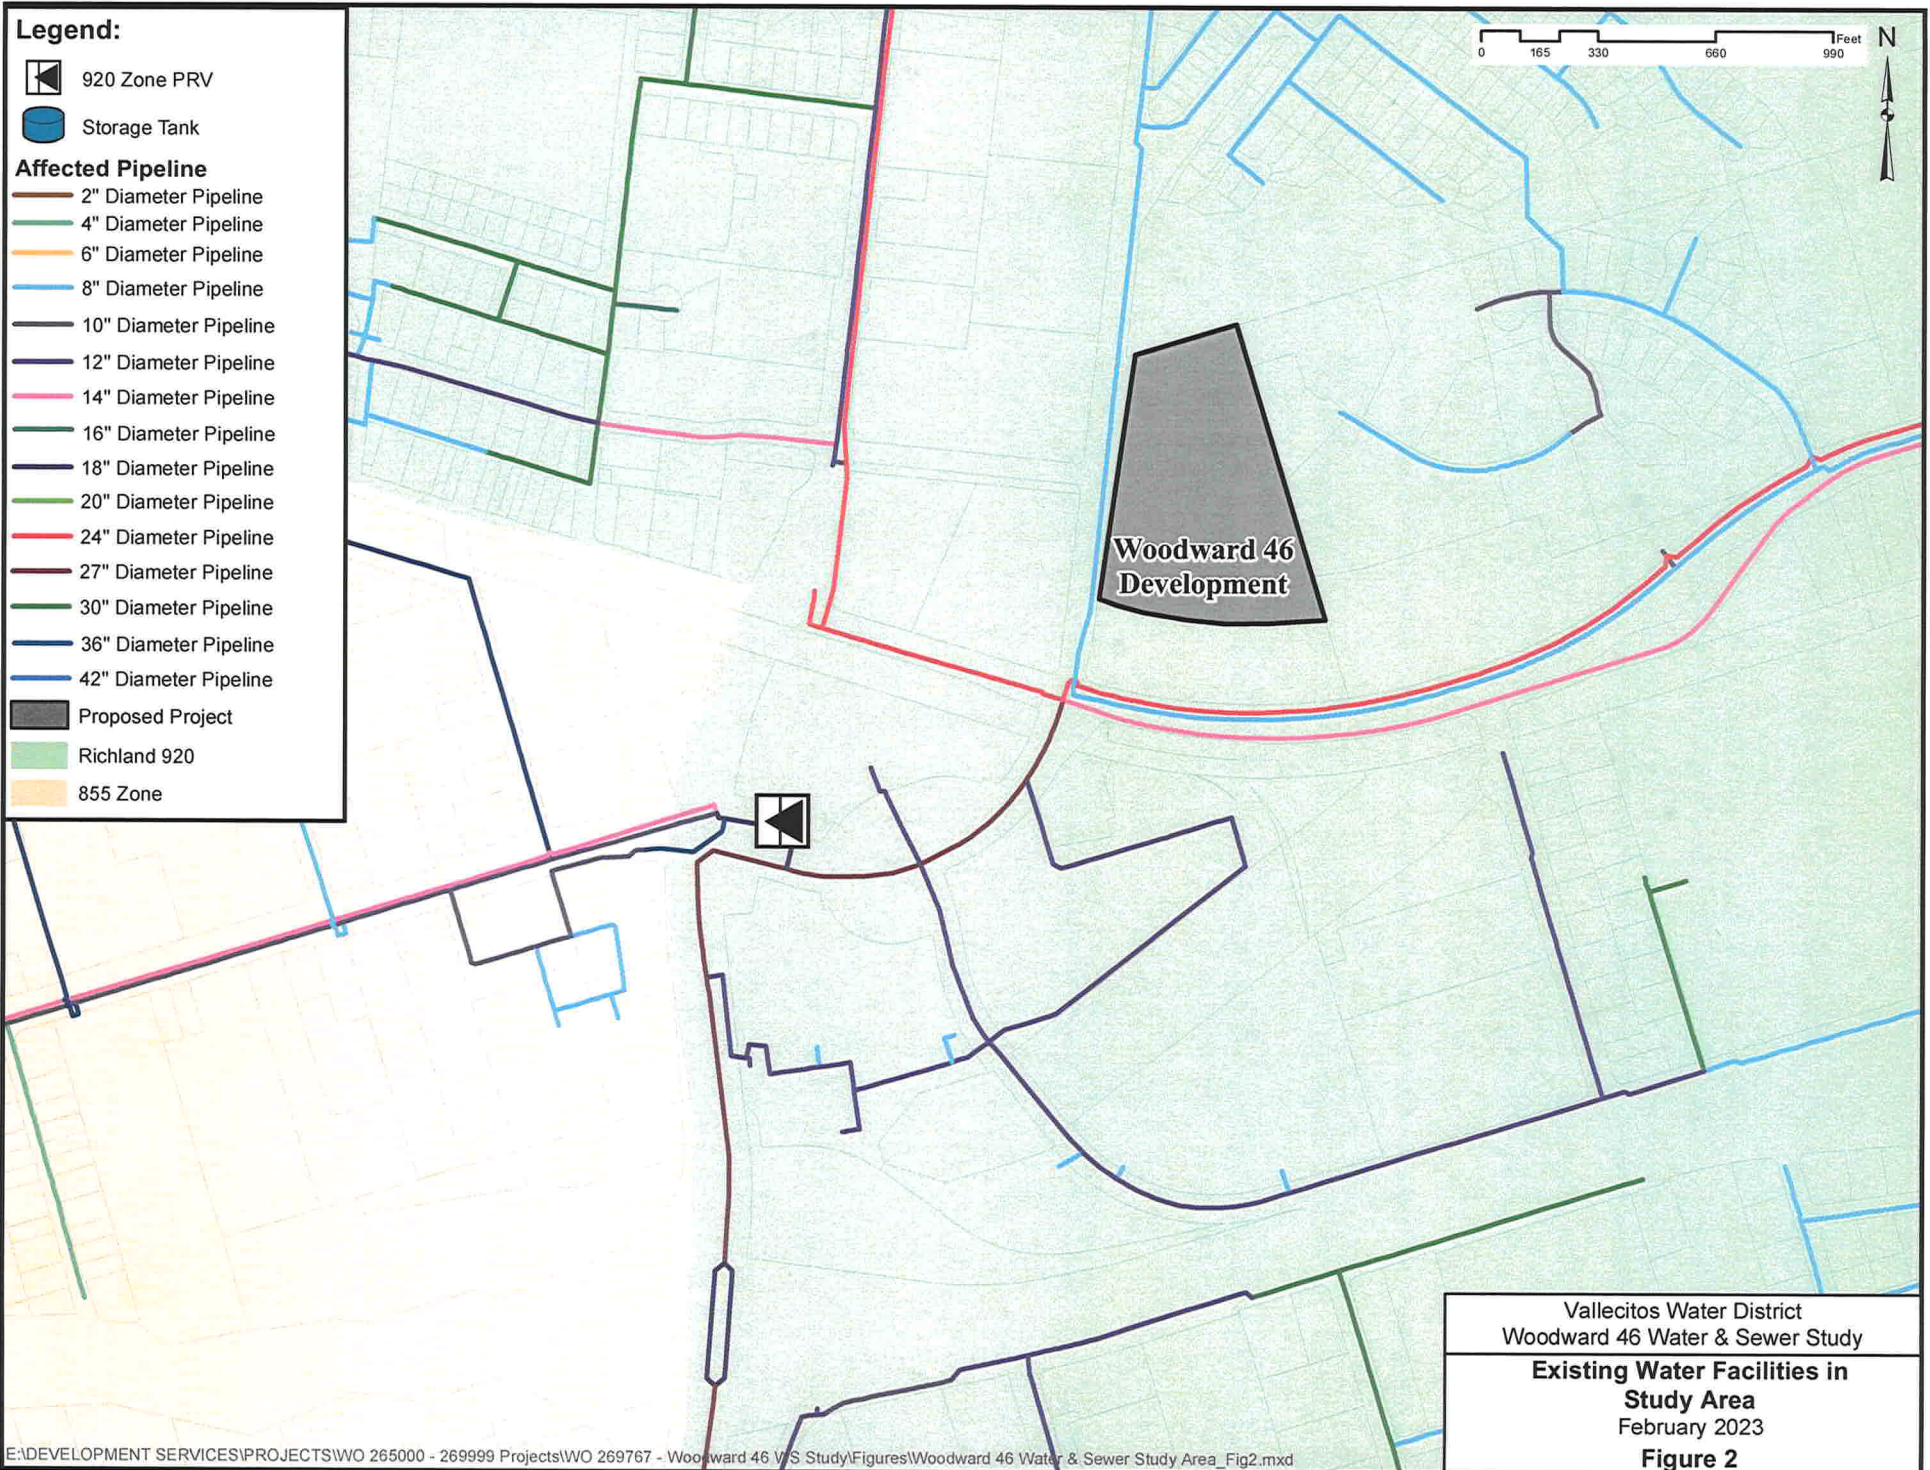 Legend:
920 Zone PRV
Storage Tank
Affected Pipeline
2" Diameter Pipeline
4" Diameter Pipeline
6" Diameter Pipeline
8" Diameter Pipeline
10" Diameter Pipeline
12" Diameter Pipeline
14" Diameter Pipeline
16" Diameter Pipeline
18" Diameter Pipeline
20" Diameter Pipeline
24" Diameter Pipeline
27" Diameter Pipeline
30" Diameter Pipeline
36" Diameter Pipeline
42" Diameter Pipeline
Proposed Project
Richland 920
855 Zone
Feet
0 165 330 660 990
N
Woodward 46
Development
Vallecitos Water District
Woodward 46 Water & Sewer Study
Existing Water Facilities in
Study Area
February 2023
Figure 2
E:\DEVELOPMENT SERVICES\PROJECTS\WO 265000 - 269999 Projects\WO 269767 - Woodward 46 WS Study\Figures\Woodward 46 Water & Sewer Study Area_Fig2.mxd